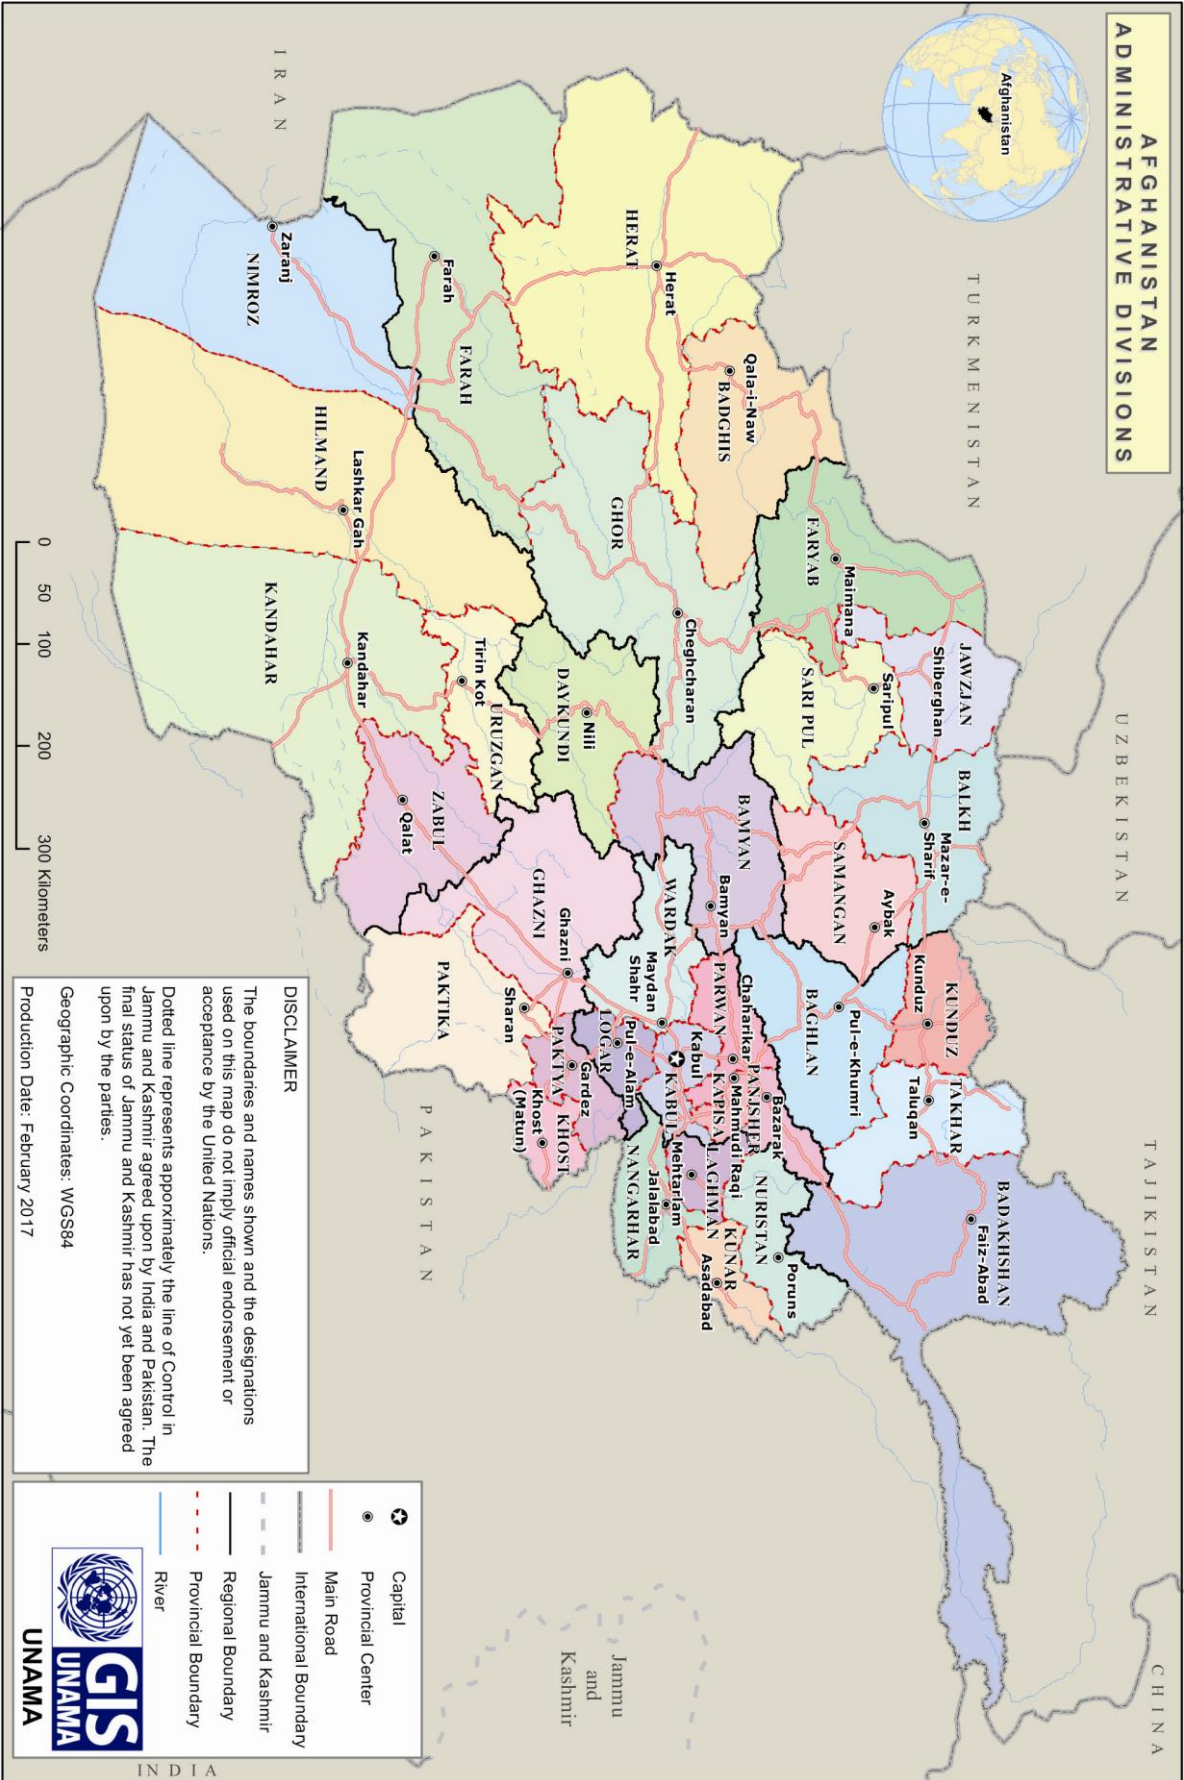 AFGHANISTAN
ADMINISTRATIVE DIVISIONS
Afghanistan
TURKMENISTAN
UZBEKISTAN
TAJIKISTAN
CHINA
IRAN
PAKISTAN
INDIA
Jammu
and
Kashmir
HERAT
Herat
BADGHIS
Qala-i-Naw
FARYAB
Maimana
JAWZJAN
Shiberghan
SARI PUL
Saripul
BALKH
Mazar-e-
Sharif
SAMANGAN
Aybak
KUNDUZ
Kunduz
TAKHAR
Taluqan
BADAKHSHAN
Faiz-Abad
BAGHLAN
Pul-e-Khumri
GHOR
Cheghcharan
BAMYAN
Bamyan
WARDAK
Maydan
Shahr
PARWAN
Chaharikar
PANJSHER
Bazarak
KAPISA
Mahmudi Raqi
KABUL
Kabul
LAGHMAN
Mehtarlam
NURISTAN
Poruns
KUNAR
Asadabad
NANGARHAR
Jalalabad
LOGAR
Pul-e-Alam
PAKTYA
Gardez
KHOST
Khost
(Matun)
PAKTIKA
Sharan
GHAZNI
Ghazni
DAYKUNDI
Nili
URUZGAN
Tirin Kot
ZABUL
Qalat
KANDAHAR
Kandahar
HILMAND
Lashkar Gah
FARAH
Farah
NIMROZ
Zaranj
0 50 100 200 300 Kilometers
DISCLAIMER
The boundaries and names shown and the designations
used on this map do not imply official endorsement or
acceptance by the United Nations.
Dotted line represents apporximately the line of Control in
Jammu and Kashmir agreed upon by India and Pakistan. The
final status of Jammu and Kashmir has not yet been agreed
upon by the parties.
Geographic Coordinates: WGS84
Production Date: February 2017
Capital
Provincial Center
Main Road
International Boundary
Jammu and Kashmir
Regional Boundary
Provincial Boundary
River
GIS
UNAMA
UNAMA